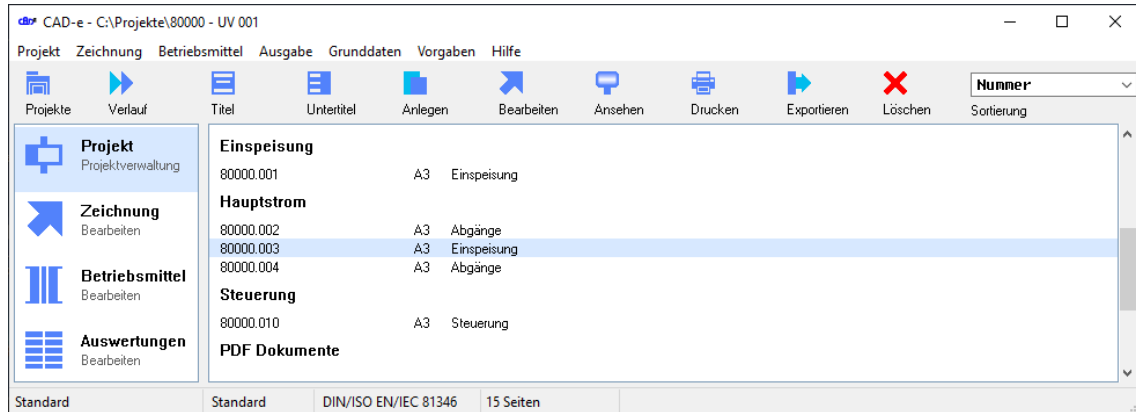 CAD-e - C:\Projekte\80000 - UV 001
Projekt Zeichnung Betriebsmittel Ausgabe Grunddaten Vorgaben Hilfe
Projekte Verlauf Titel Untertitel Anlegen Bearbeiten Ansehen Drucken Exportieren Löschen
Nummer
Sortierung
Projekt
Projektverwaltung
Zeichnung
Bearbeiten
Betriebsmittel
Bearbeiten
Auswertungen
Bearbeiten
Einspeisung
80000.001 A3 Einspeisung
Hauptstrom
80000.002 A3 Abgänge
80000.003 A3 Einspeisung
80000.004 A3 Abgänge
Steuerung
80000.010 A3 Steuerung
PDF Dokumente
Standard Standard DIN/ISO EN/IEC 81346 15 Seiten